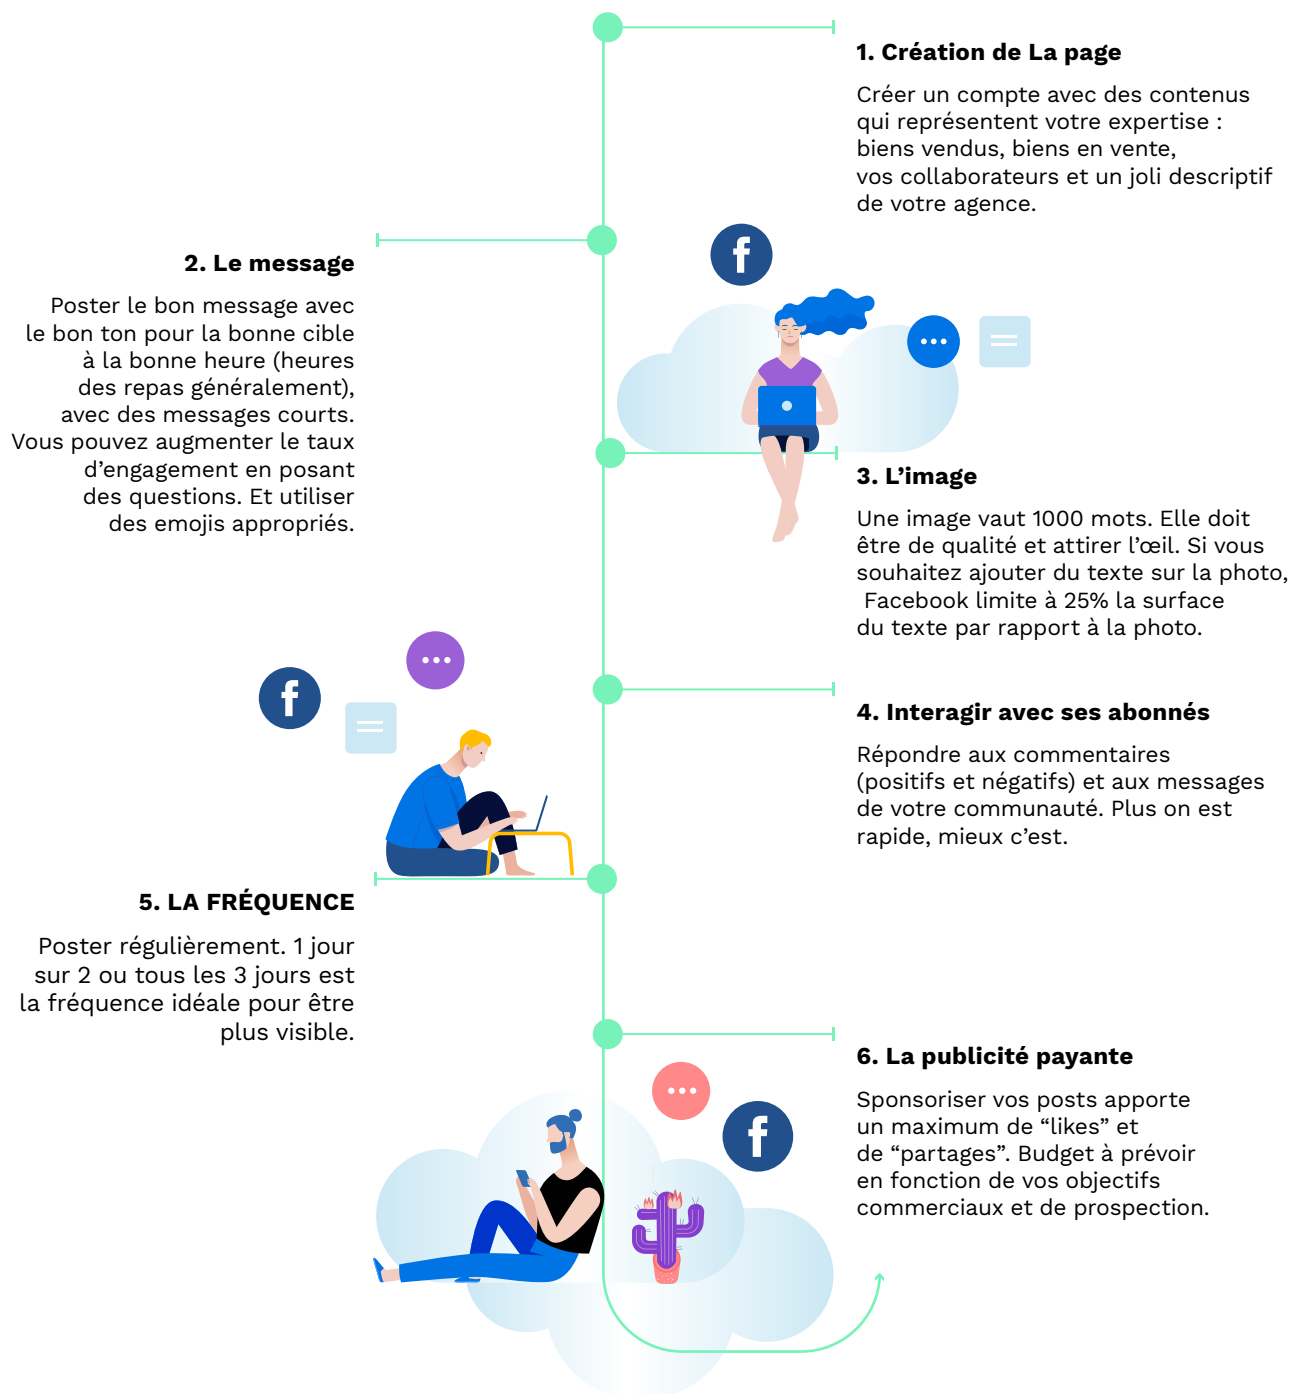 1. Création de La page
Créer un compte avec des contenus
qui représentent votre expertise :
biens vendus, biens en vente,
vos collaborateurs et un joli descriptif
de votre agence.
2. Le message
Poster le bon message avec
le bon ton pour la bonne cible
à la bonne heure (heures
des repas généralement),
avec des messages courts.
Vous pouvez augmenter le taux
d’engagement en posant
des questions. Et utiliser
des emojis appropriés.
3. L’image
Une image vaut 1000 mots. Elle doit
être de qualité et attirer l’œil. Si vous
souhaitez ajouter du texte sur la photo,
Facebook limite à 25% la surface
du texte par rapport à la photo.
4. Interagir avec ses abonnés
Répondre aux commentaires
(positifs et négatifs) et aux messages
de votre communauté. Plus on est
rapide, mieux c’est.
5. LA FRÉQUENCE
Poster régulièrement. 1 jour
sur 2 ou tous les 3 jours est
la fréquence idéale pour être
plus visible.
6. La publicité payante
Sponsoriser vos posts apporte
un maximum de “likes” et
de “partages”. Budget à prévoir
en fonction de vos objectifs
commerciaux et de prospection.